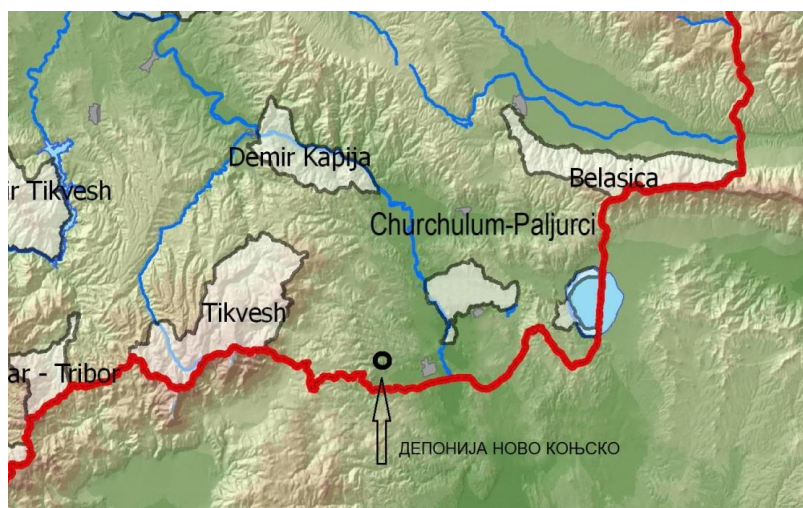 Demir Kapija
Belasica
ir Tikvesh
Churchulum-Paljurci
Tikvesh
ar - Tribor
ДЕПОНИЈА НОВО КОЊСКО